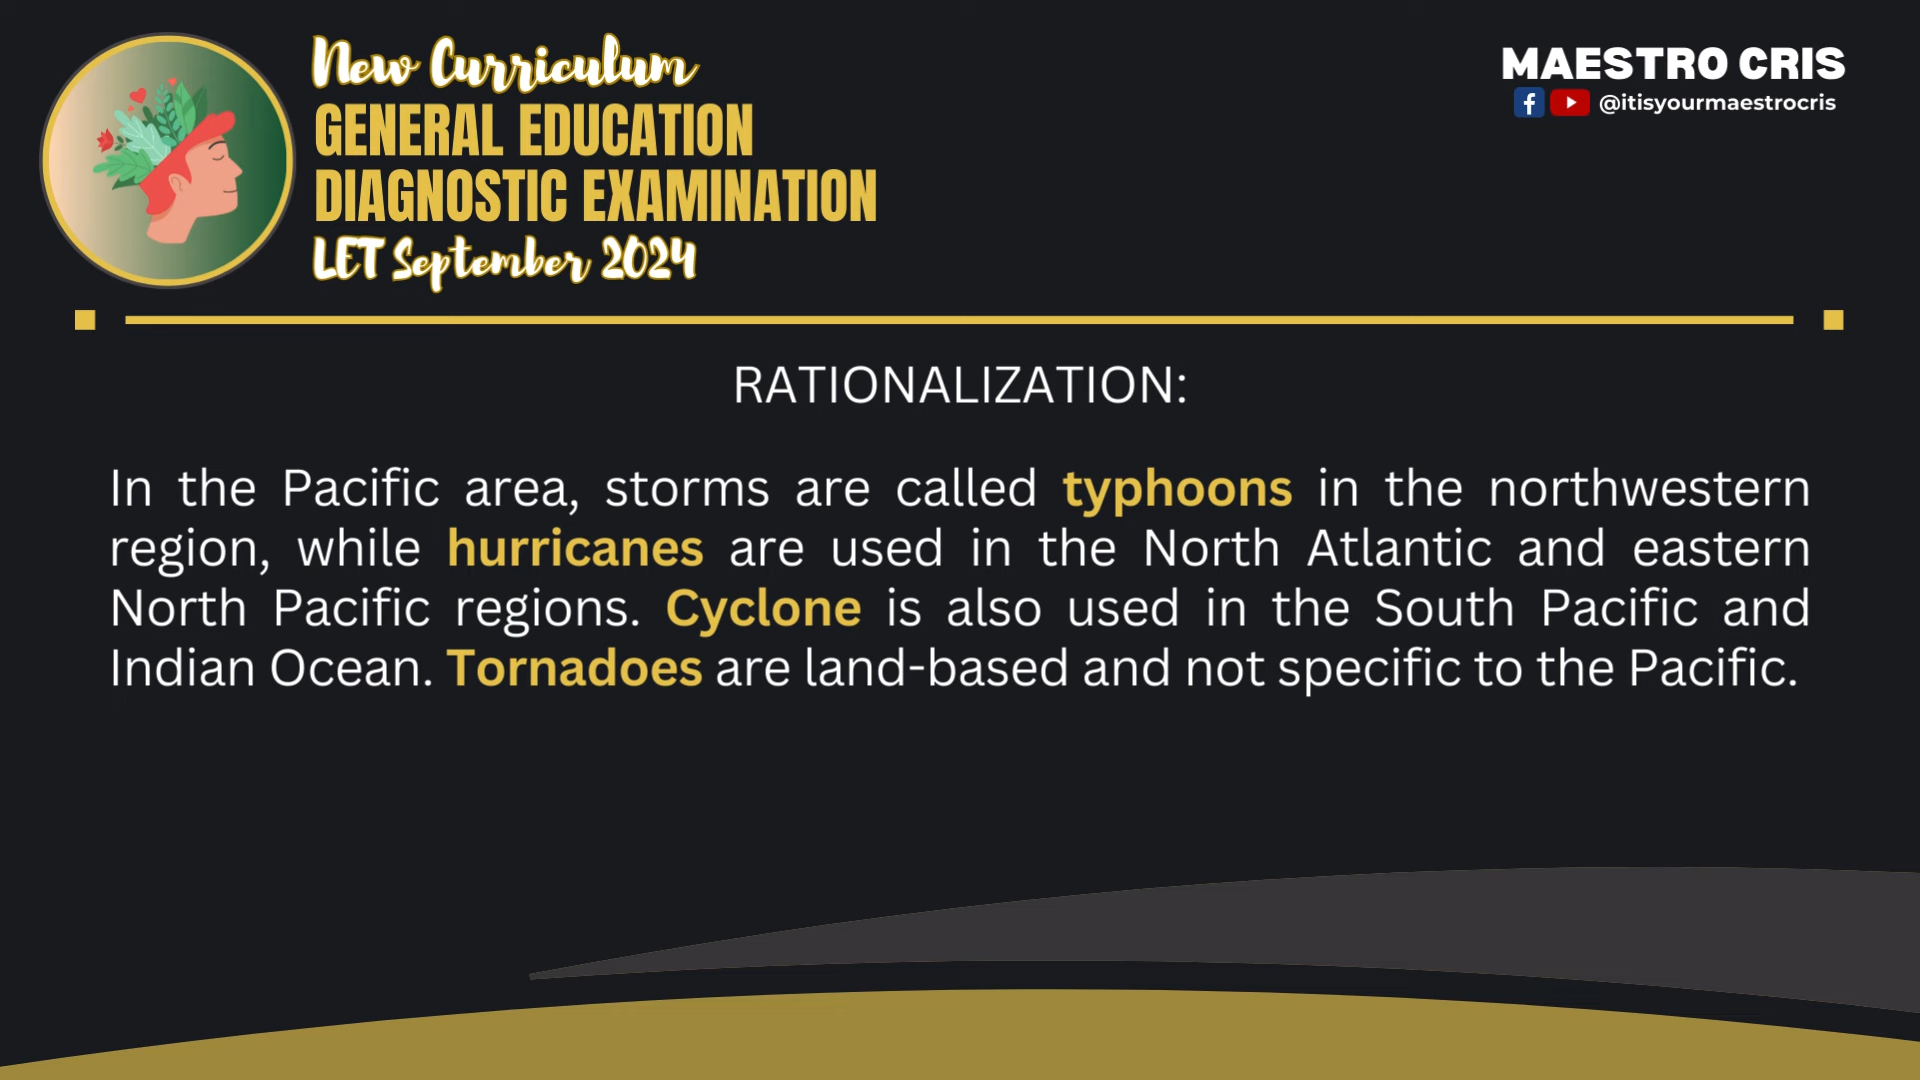 New Curriculum
GENERAL EDUCATION
DIAGNOSTIC EXAMINATION
LET September 2024
MAESTRO CRIS
@itisyourmaestrocris
RATIONALIZATION:
In the Pacific area, storms are called typhoons in the northwestern
region, while hurricanes are used in the North Atlantic and eastern
North Pacific regions. Cyclone is also used in the South Pacific and
Indian Ocean. Tornadoes are land-based and not specific to the Pacific.